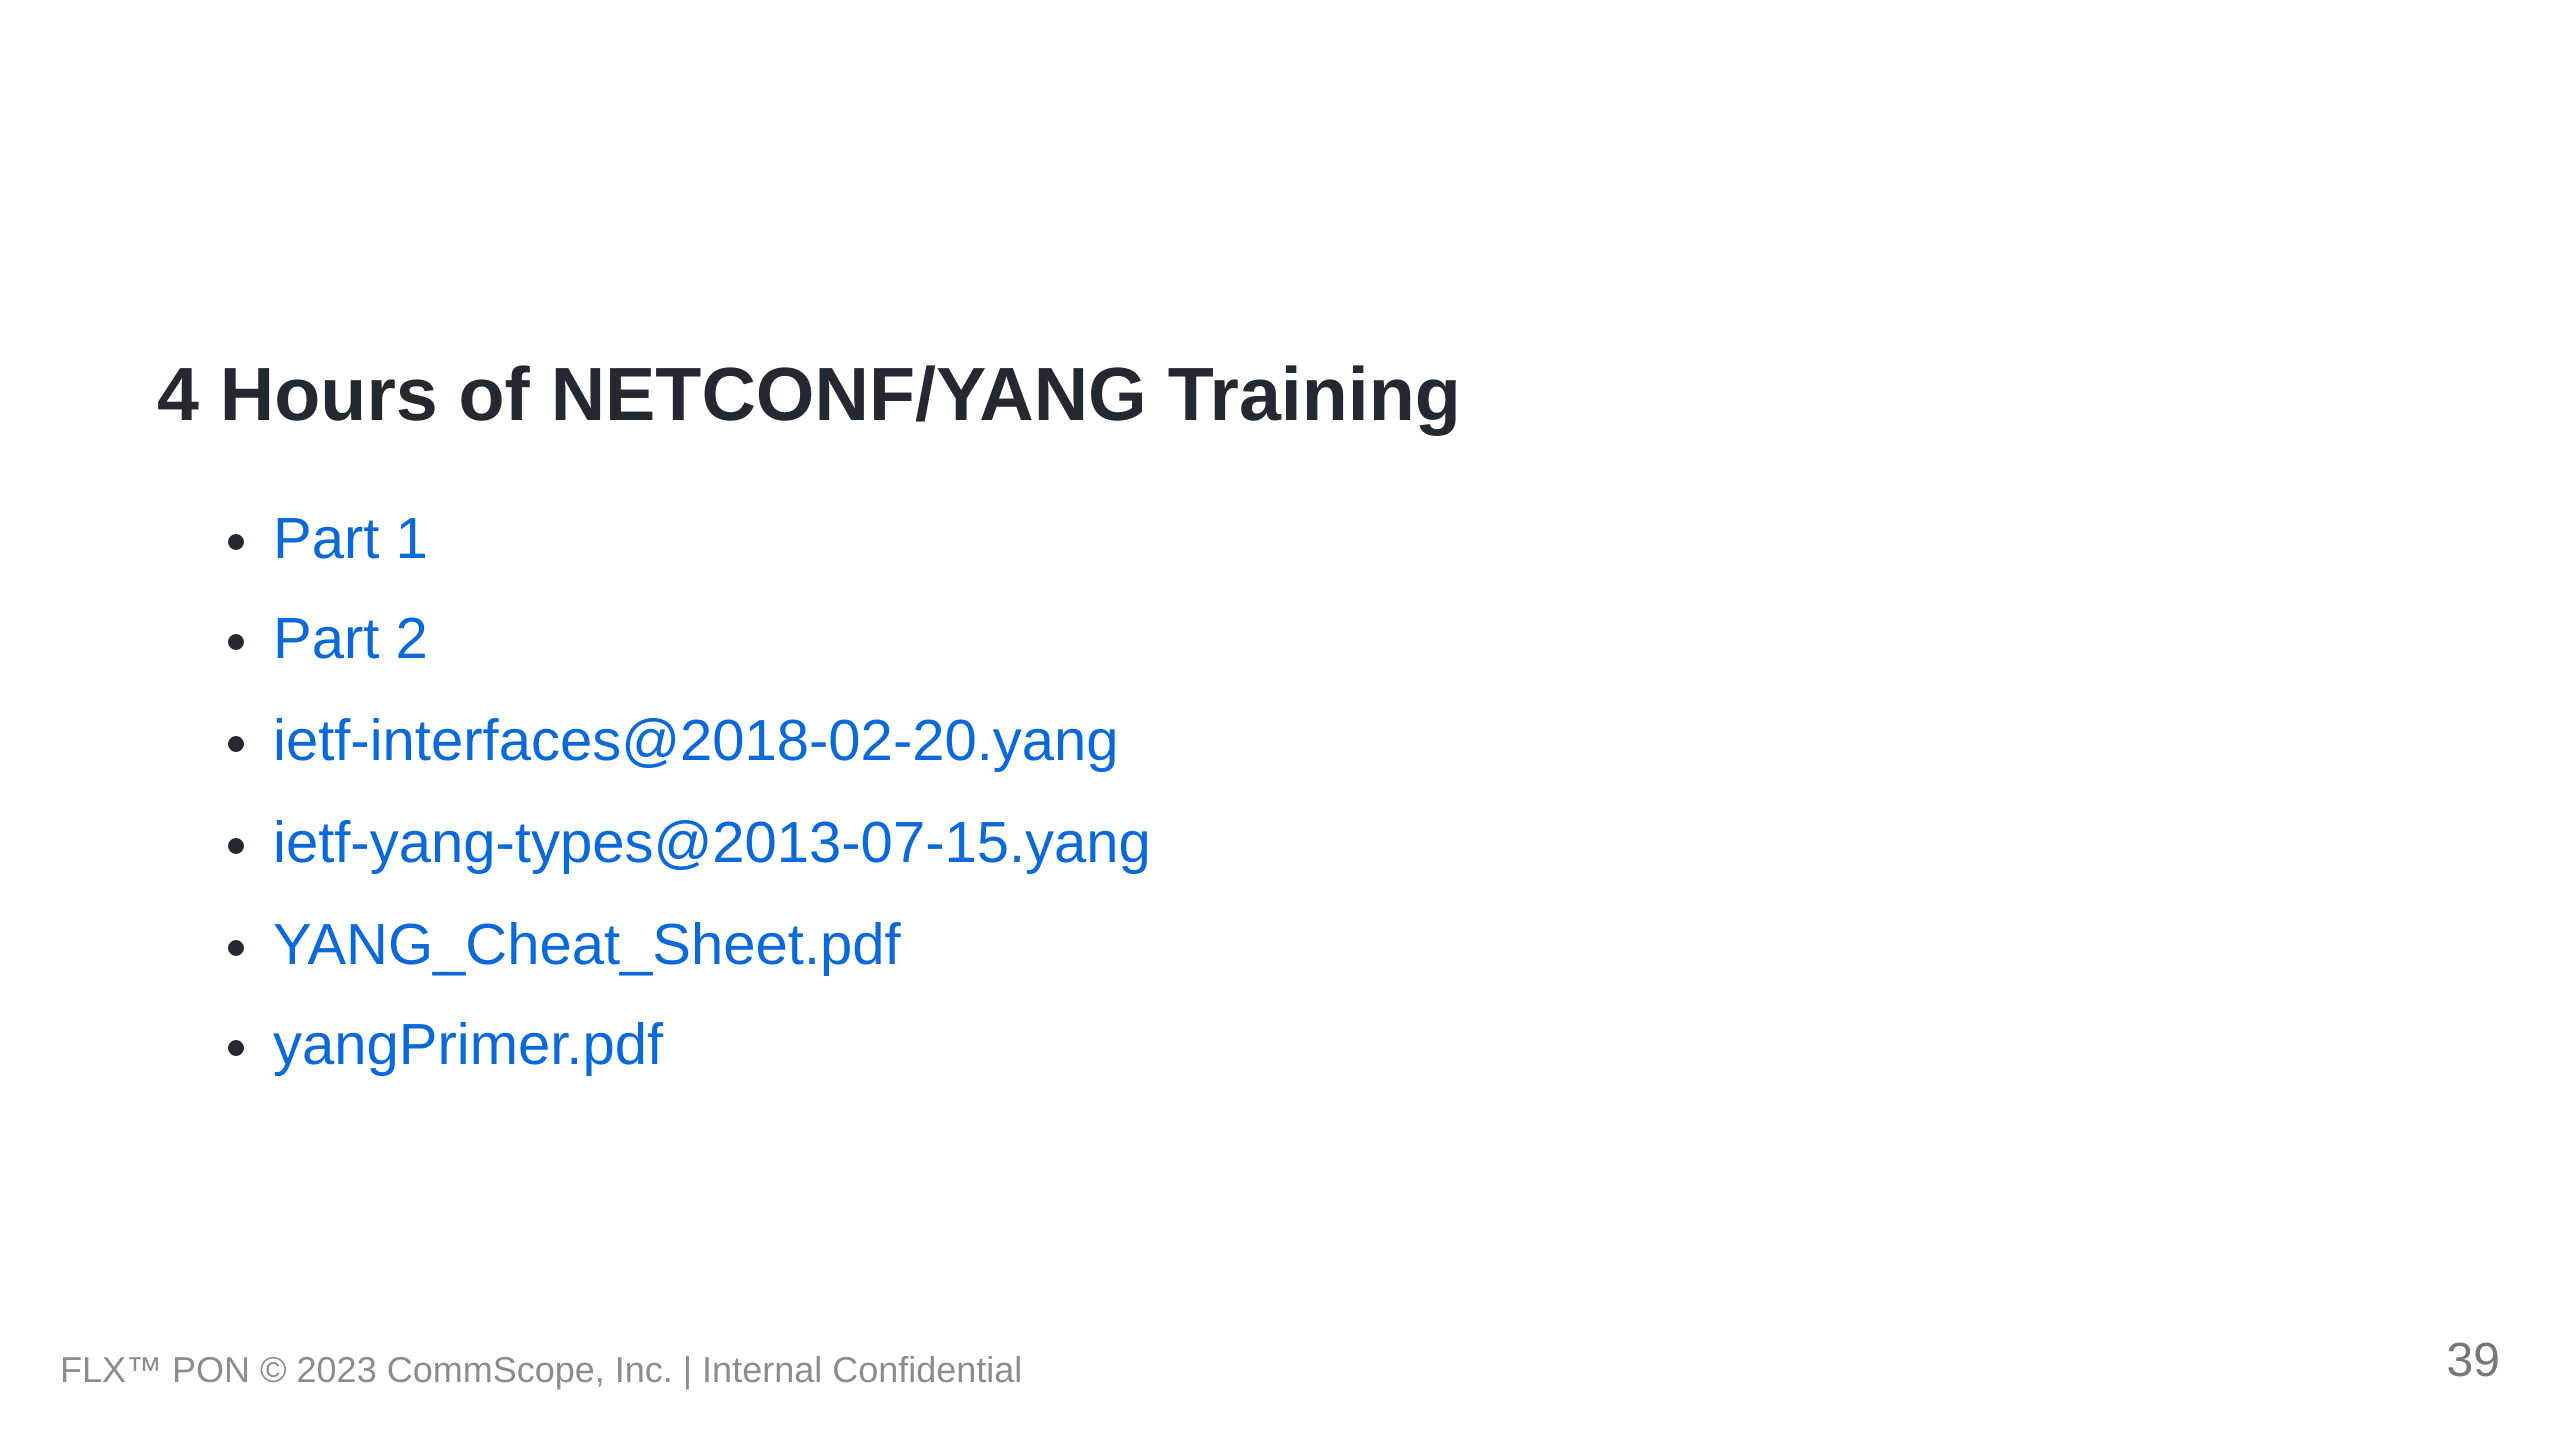 4 Hours of NETCONF/YANG Training
• Part 1
• Part 2
• ietf-interfaces@2018-02-20.yang
• ietf-yang-types@2013-07-15.yang
• YANG_Cheat_Sheet.pdf
• yangPrimer.pdf
FLX™ PON © 2023 CommScope, Inc. | Internal Confidential
39